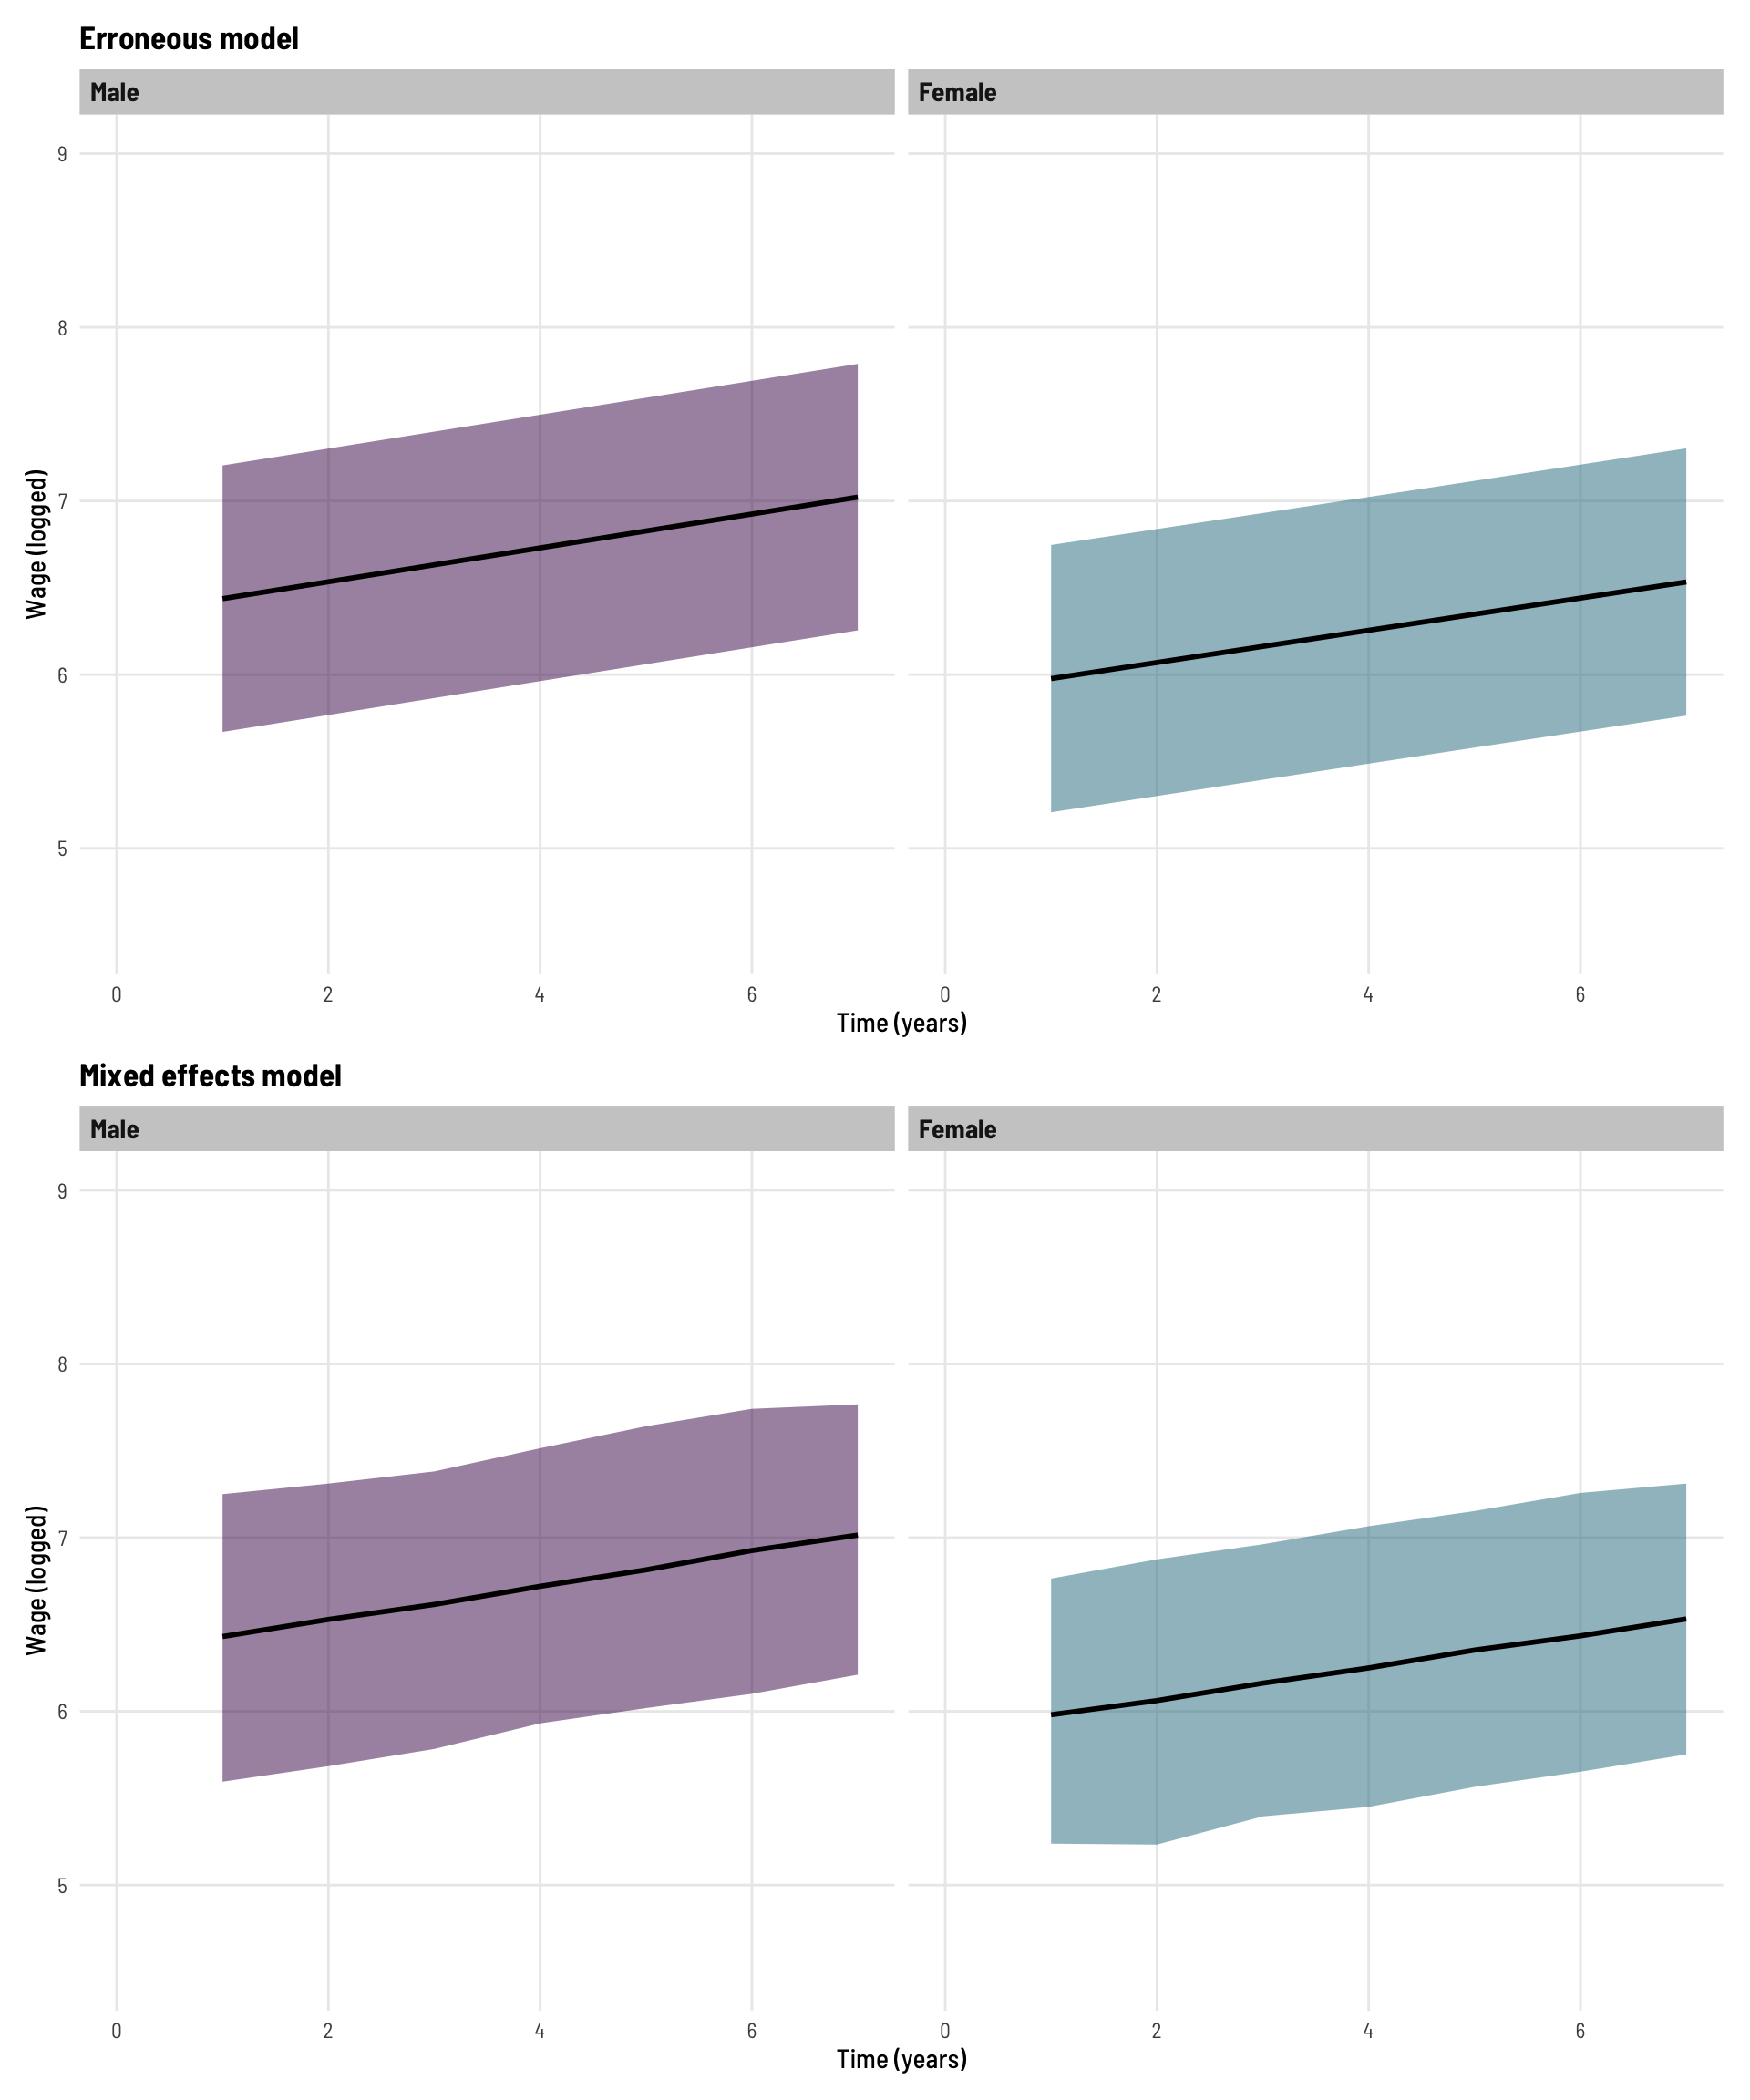 Erroneous model
Male Female
9
8
7
6
5
Wage (logged)
0 2 4 6 0 2 4 6
Time (years)
Mixed effects model
Male Female
9
8
7
6
5
Wage (logged)
0 2 4 6 0 2 4 6
Time (years)